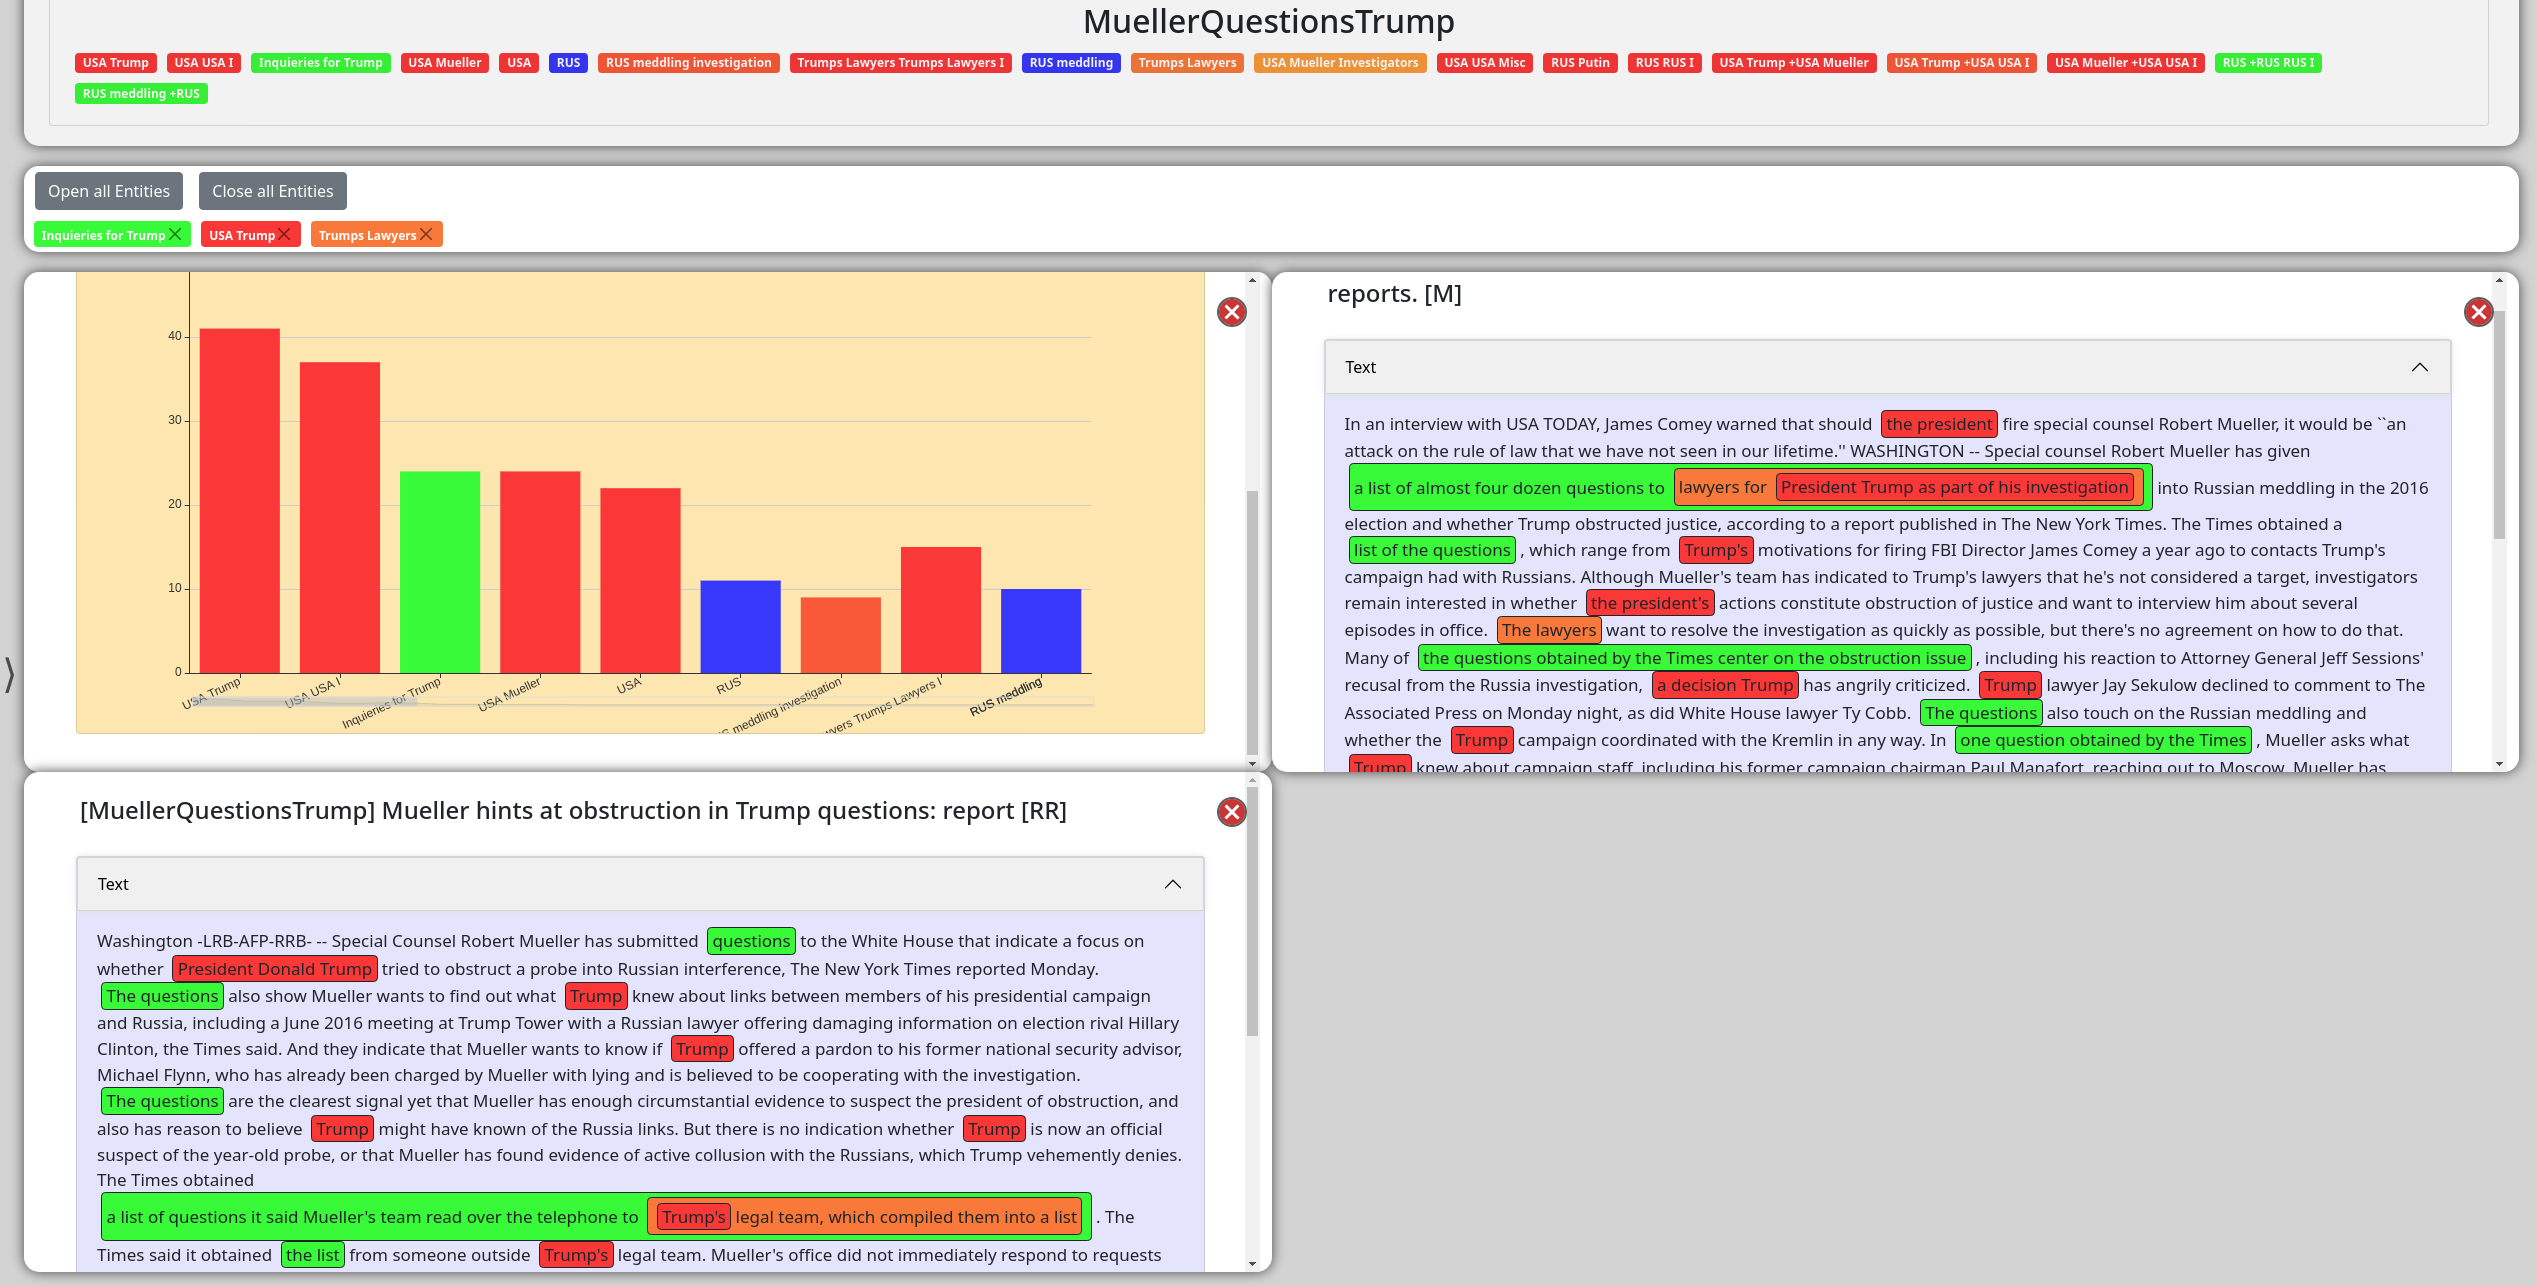 MuellerQuestionsTrump
USA Trump USA USA I Inquieries for Trump USA Mueller USA RUS RUS meddling investigation Trumps Lawyers Trumps Lawyers I RUS meddling Trumps Lawyers USA Mueller Investigators USA USA Misc RUS Putin RUS RUS I USA Trump +USA Mueller USA Trump +USA USA I USA Mueller +USA USA I RUS +RUS RUS I
RUS meddling +RUS
Open all Entities Close all Entities
Inquieries for Trump USA Trump Trumps Lawyers
40
30
20
10
0
USA Trump USA USA I Inquieries for Trump USA Mueller USA RUS meddling investigation Trumps Lawyers I RUS meddling
reports. [M]
Text
In an interview with USA TODAY, James Comey warned that should the president fire special counsel Robert Mueller, it would be ``an
attack on the rule of law that we have not seen in our lifetime.'' WASHINGTON -- Special counsel Robert Mueller has given
a list of almost four dozen questions to lawyers for President Trump as part of his investigation into Russian meddling in the 2016
election and whether Trump obstructed justice, according to a report published in The New York Times. The Times obtained a
list of the questions , which range from Trump's motivations for firing FBI Director James Comey a year ago to contacts Trump's
campaign had with Russians. Although Mueller's team has indicated to Trump's lawyers that he's not considered a target, investigators
remain interested in whether the president's actions constitute obstruction of justice and want to interview him about several
episodes in office. The lawyers want to resolve the investigation as quickly as possible, but there's no agreement on how to do that.
Many of the questions obtained by the Times center on the obstruction issue , including his reaction to Attorney General Jeff Sessions'
recusal from the Russia investigation, a decision Trump has angrily criticized. Trump lawyer Jay Sekulow declined to comment to The
Associated Press on Monday night, as did White House lawyer Ty Cobb. The questions also touch on the Russian meddling and
whether the Trump campaign coordinated with the Kremlin in any way. In one question obtained by the Times , Mueller asks what
Trump knew about campaign staff, including his former campaign chairman Paul Manafort, reaching out to Moscow. Mueller has
[MuellerQuestionsTrump] Mueller hints at obstruction in Trump questions: report [RR]
Text
Washington -LRB-AFP-RRB- -- Special Counsel Robert Mueller has submitted questions to the White House that indicate a focus on
whether President Donald Trump tried to obstruct a probe into Russian interference, The New York Times reported Monday.
The questions also show Mueller wants to find out what Trump knew about links between members of his presidential campaign
and Russia, including a June 2016 meeting at Trump Tower with a Russian lawyer offering damaging information on election rival Hillary
Clinton, the Times said. And they indicate that Mueller wants to know if Trump offered a pardon to his former national security advisor,
Michael Flynn, who has already been charged by Mueller with lying and is believed to be cooperating with the investigation.
The questions are the clearest signal yet that Mueller has enough circumstantial evidence to suspect the president of obstruction, and
also has reason to believe Trump might have known of the Russia links. But there is no indication whether Trump is now an official
suspect of the year-old probe, or that Mueller has found evidence of active collusion with the Russians, which Trump vehemently denies.
The Times obtained
a list of questions it said Mueller's team read over the telephone to Trump's legal team, which compiled them into a list . The
Times said it obtained the list from someone outside Trump's legal team. Mueller's office did not immediately respond to requests